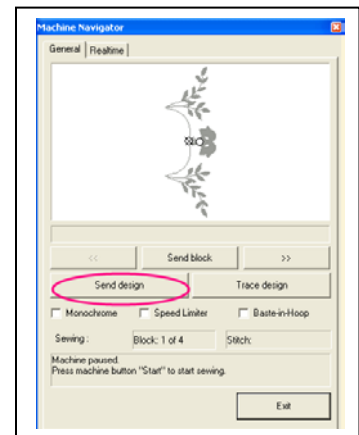 Machine Navigator
General Realtime
<< Send block >>
Send design Trace design
Monochrome Speed Limiter Baste-in-Hoop
Sewing : Block: 1 of 4 Stitch:
Machine paused.
Press machine button "Start" to start sewing.
Exit